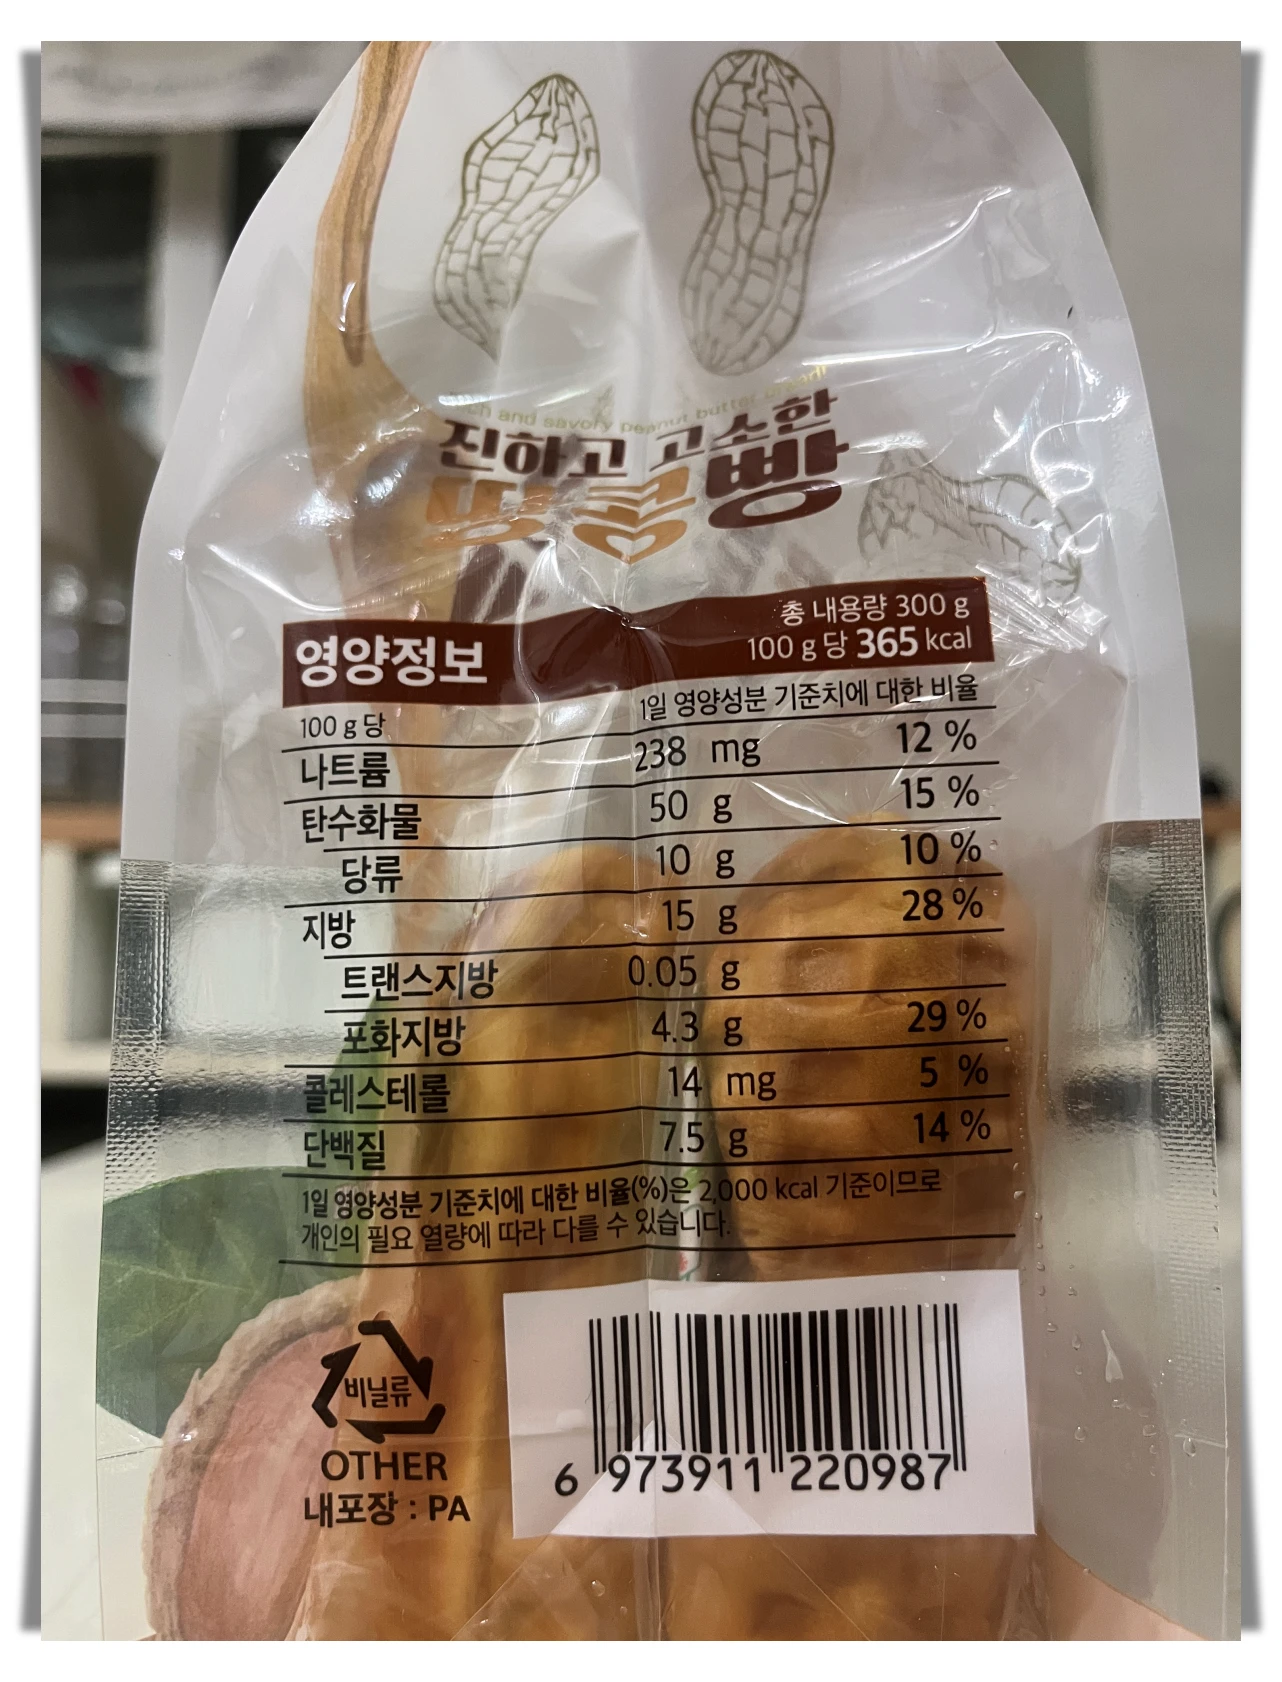 and savory peanut butter
진하고 고소한
땅콩빵
영양정보
총 내용량 300 g
100 g 당 365 kcal
100 g 당
1일 영양성분 기준치에 대한 비율
나트륨 238 mg 12 %
탄수화물 50 g 15 %
당류 10 g 10 %
지방 15 g 28 %
트랜스지방 0.05 g
포화지방 4.3 g 29 %
콜레스테롤 14 mg 5 %
단백질 7.5 g 14 %
1일 영양성분 기준치에 대한 비율(%)은 2,000 kcal 기준이므로
개인의 필요 열량에 따라 다를 수 있습니다.
비닐류
OTHER
내포장 : PA
6 973911 220987